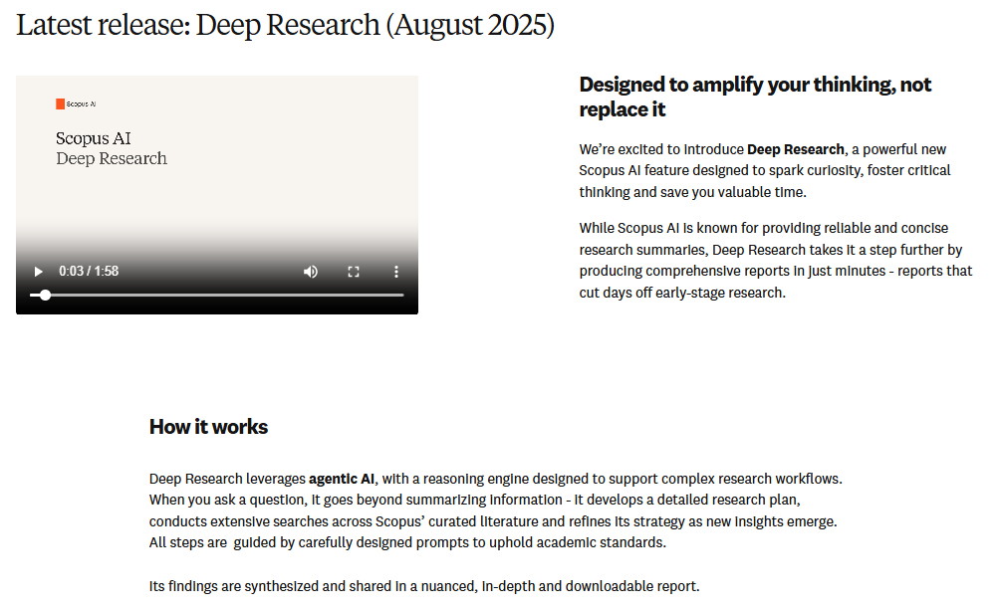 Latest release: Deep Research (August 2025)
Scopus AI
Scopus AI
Deep Research
0:03 / 1:58
Designed to amplify your thinking, not
replace it
We’re excited to introduce Deep Research, a powerful new
Scopus AI feature designed to spark curiosity, foster critical
thinking and save you valuable time.
While Scopus AI is known for providing reliable and concise
research summaries, Deep Research takes it a step further by
producing comprehensive reports in just minutes - reports that
cut days off early-stage research.
How it works
Deep Research leverages agentic AI, with a reasoning engine designed to support complex research workflows.
When you ask a question, it goes beyond summarizing information - it develops a detailed research plan,
conducts extensive searches across Scopus’ curated literature and refines its strategy as new insights emerge.
All steps are  guided by carefully designed prompts to uphold academic standards.
Its findings are synthesized and shared in a nuanced, in-depth and downloadable report.